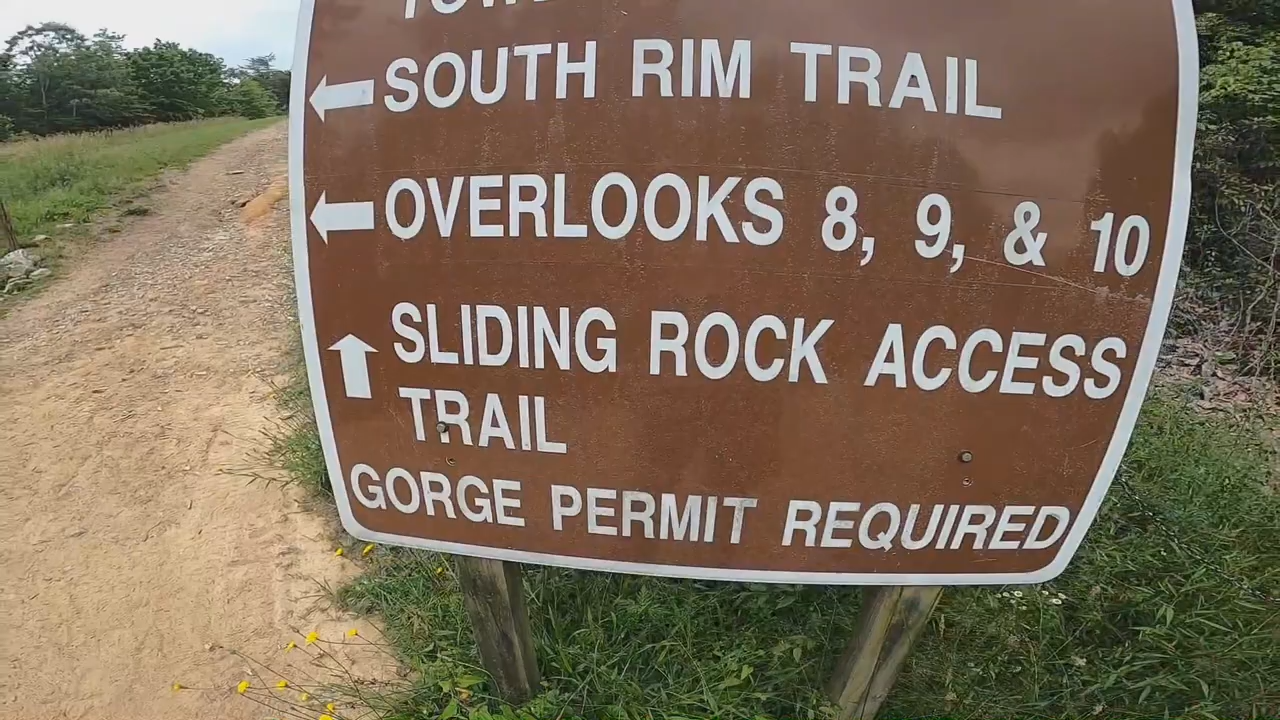 SOUTH RIM TRAIL
OVERLOOKS 8, 9, & 10
SLIDING ROCK ACCESS
TRAIL
GORGE PERMIT REQUIRED